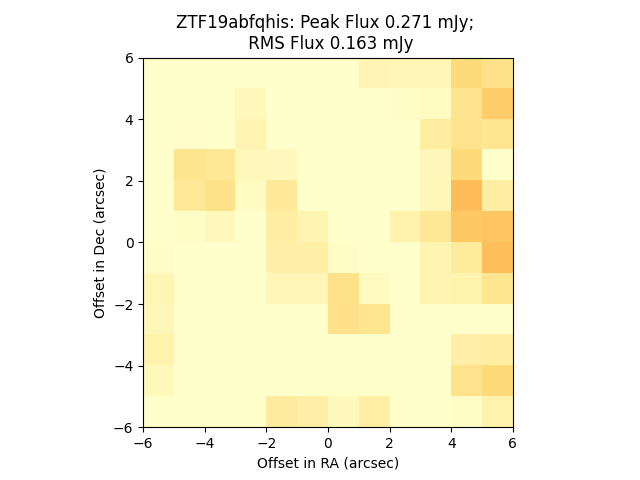 ZTF19abfqhis: Peak Flux 0.271 mJy;
RMS Flux 0.163 mJy
6
4
2
0
−2
−4
−6
Offset in Dec (arcsec)
−6 −4 −2 0 2 4 6
Offset in RA (arcsec)